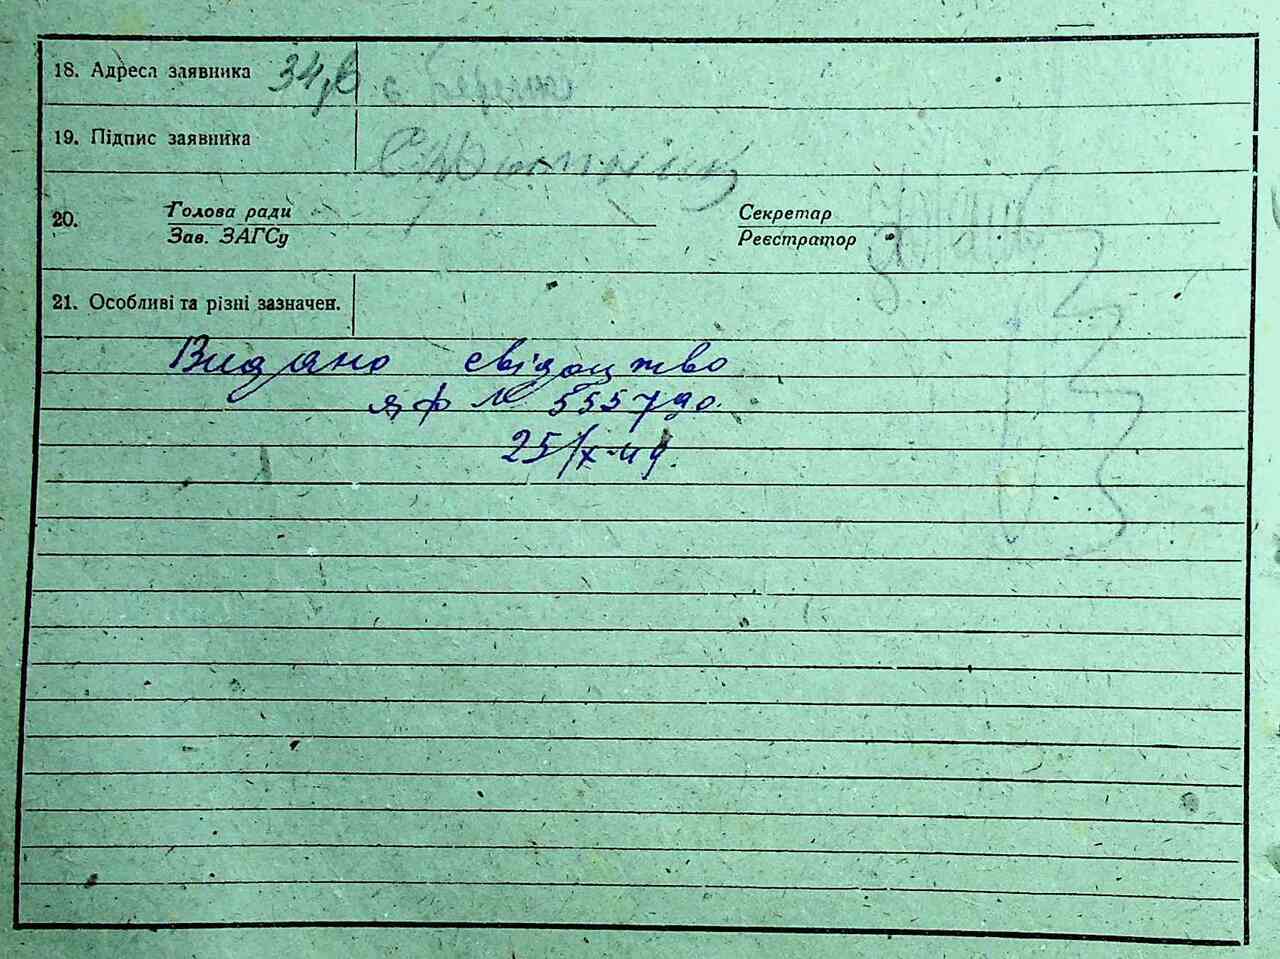 18. Адреса заявника 34,в с.
19. Підпис заявника
20. Голова ради
Зав. ЗАГСу
Секретар
Реєстратор
21. Особливі та різні зазначен.
Видано свідоцтво
ЯФ № 555790.
25/X-49.